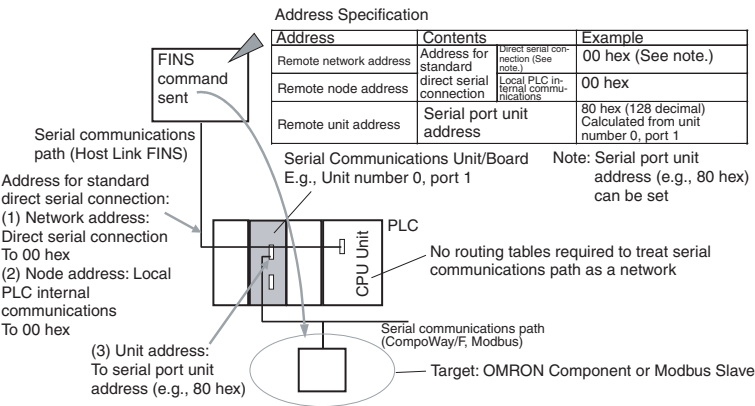 Address Specification
Address Contents Example
Remote network address
Address for standard direct serial connection
Direct serial con-
nection (See
note.)
00 hex (See note.)
Remote node address
Local PLC in-
ternal commu-
nications
00 hex
Remote unit address
Serial port unit
address
80 hex (128 decimal)
Calculated from unit
number 0, port 1
FINS
command
sent
Serial communications
path (Host Link FINS)
Serial Communications Unit/Board
E.g., Unit number 0, port 1
Note: Serial port unit
address (e.g., 80 hex)
can be set
Address for standard
direct serial connection:
(1) Network address:
Direct serial connection
To 00 hex
(2) Node address: Local
PLC internal
communications
To 00 hex
PLC
CPU Unit
No routing tables required to treat serial
communications path as a network
(3) Unit address:
To serial port unit
address (e.g., 80 hex)
Serial communications path
(CompoWay/F, Modbus)
Target: OMRON Component or Modbus Slave